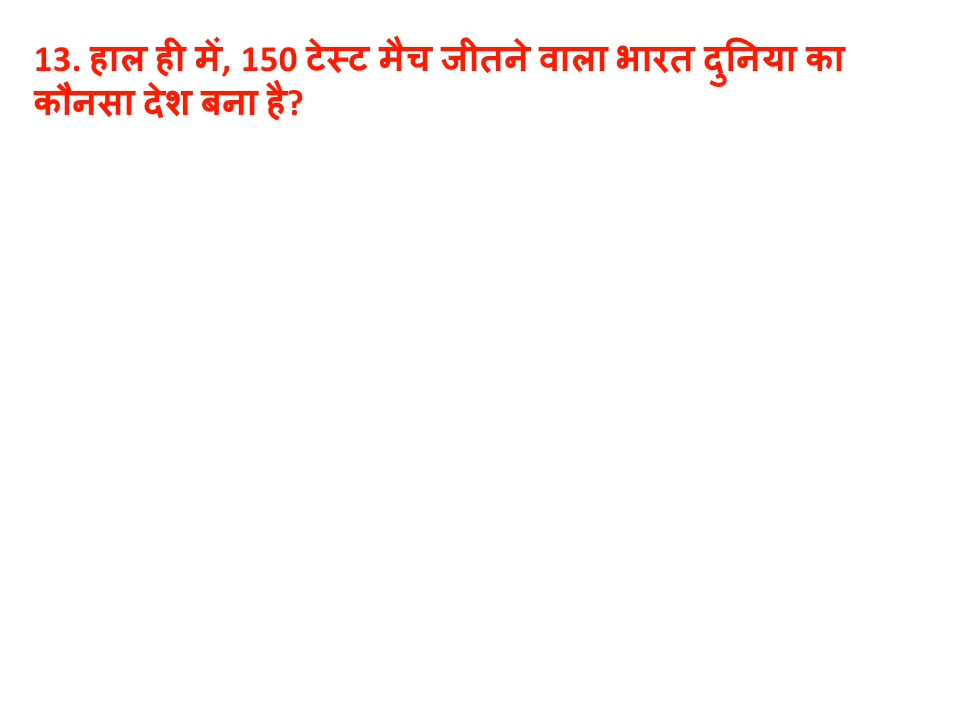 13. हाल ही में, 150 टेस्ट मैच जीतने वाला भारत दुनिया का
कौनसा देश बना है?